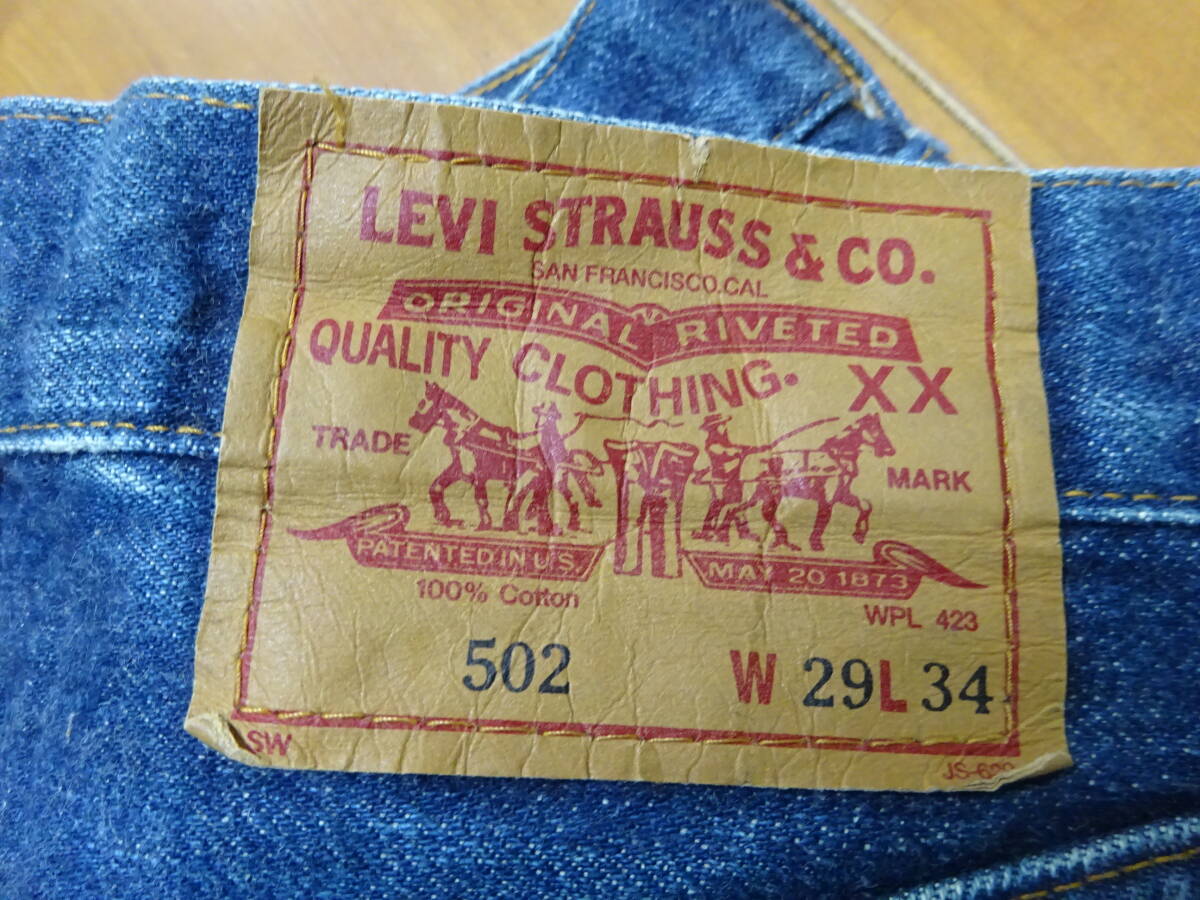 LEVI STRAUSS & CO.
SAN FRANCISCO, CAL
ORIGINAL RIVETED
QUALITY CLOTHING. XX
TRADE MARK
PATENTED IN U.S. MAY 20 1873
100% Cotton WPL 423
502 W 29 L 34
SW